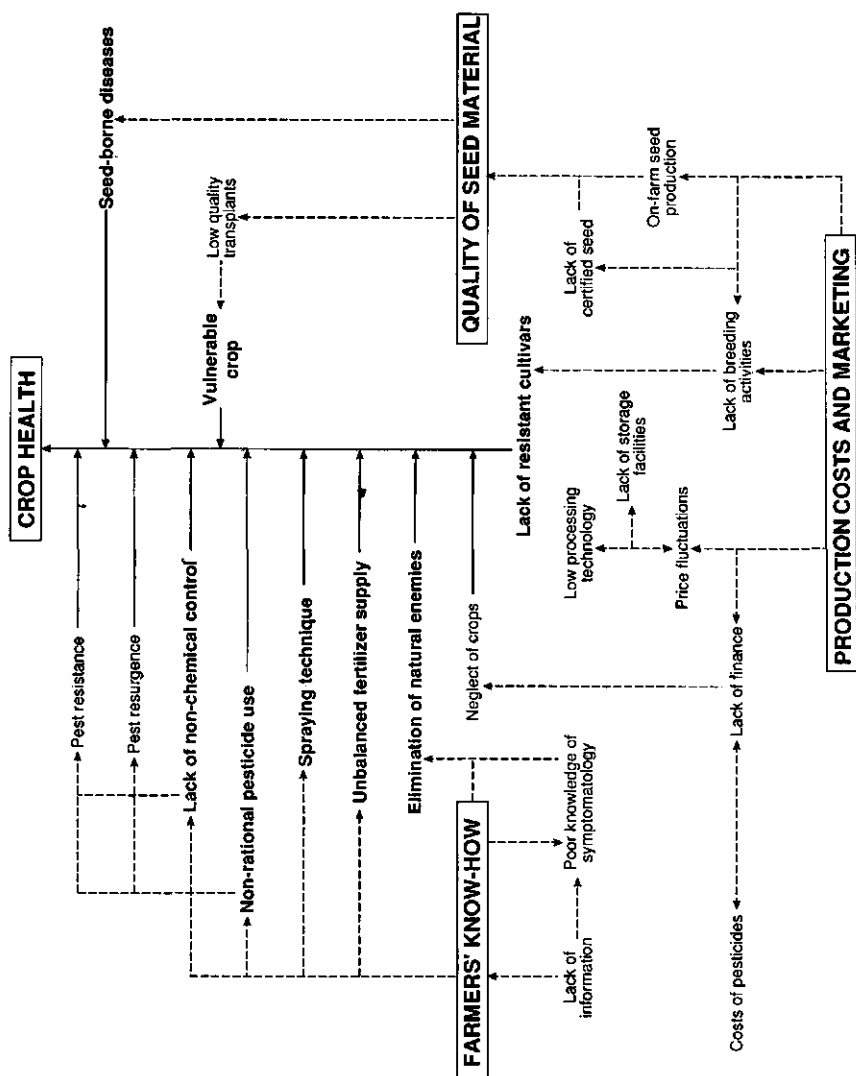 CROP HEALTH
Pest resistance
Pest resurgence
Lack of non-chemical control
Non-rational pesticide use
Spraying technique
Unbalanced fertilizer supply
Elimination of natural enemies
Neglect of crops
Lack of resistant cultivars
Seed-borne diseases
Vulnerable
crop
Low quality
transplants
FARMERS' KNOW-HOW
Lack of
information
Poor knowledge of
symptomatology
QUALITY OF SEED MATERIAL
Lack of
certified seed
On-farm seed
production
Low processing
technology
Lack of storage
facilities
Price fluctuations
Lack of breeding
activities
Costs of pesticides
Lack of finance
PRODUCTION COSTS AND MARKETING